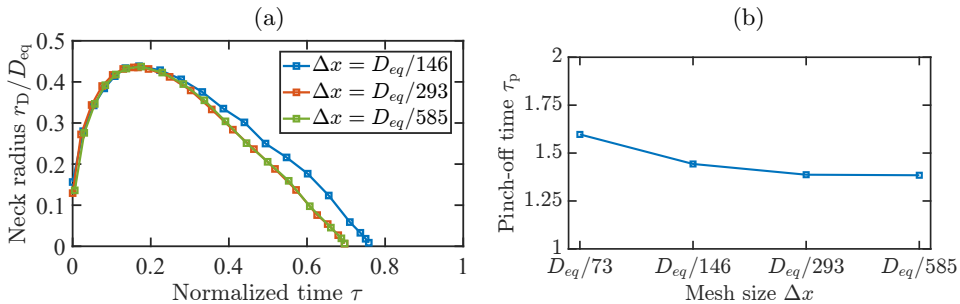 (a)
Neck radius r_D/D_eq
0.5
0.4
0.3
0.2
0.1
0
Δx = D_eq/146
Δx = D_eq/293
Δx = D_eq/585
0 0.2 0.4 0.6 0.8 1
Normalized time τ
(b)
Pinch-off time τ_p
2
1.75
1.5
1.25
1
D_eq/73 D_eq/146 D_eq/293 D_eq/585
Mesh size Δx